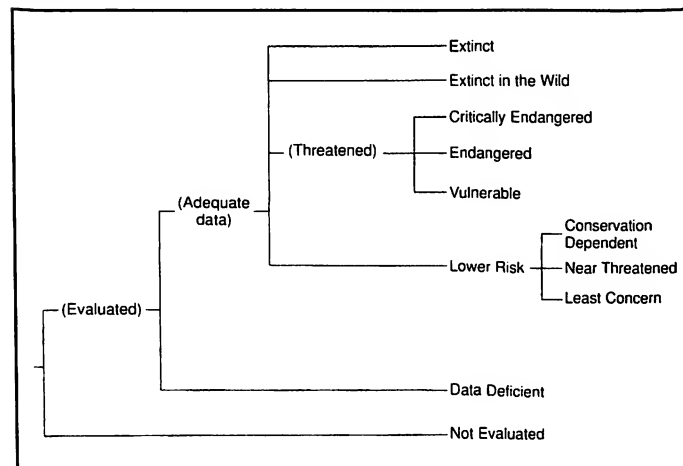 Extinct
Extinct in the Wild
Critically Endangered
(Threatened)
Endangered
Vulnerable
(Adequate
data)
Conservation
Dependent
Lower Risk
Near Threatened
Least Concern
(Evaluated)
Data Deficient
Not Evaluated